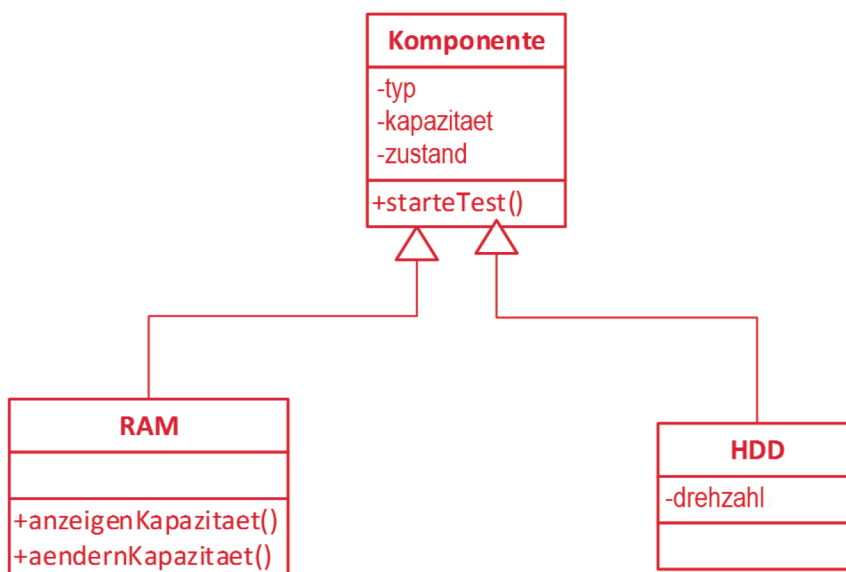 Komponente
-typ
-kapazitaet
-zustand
+starteTest()
RAM
+anzeigenKapazitaet()
+aendernKapazitaet()
HDD
-drehzahl